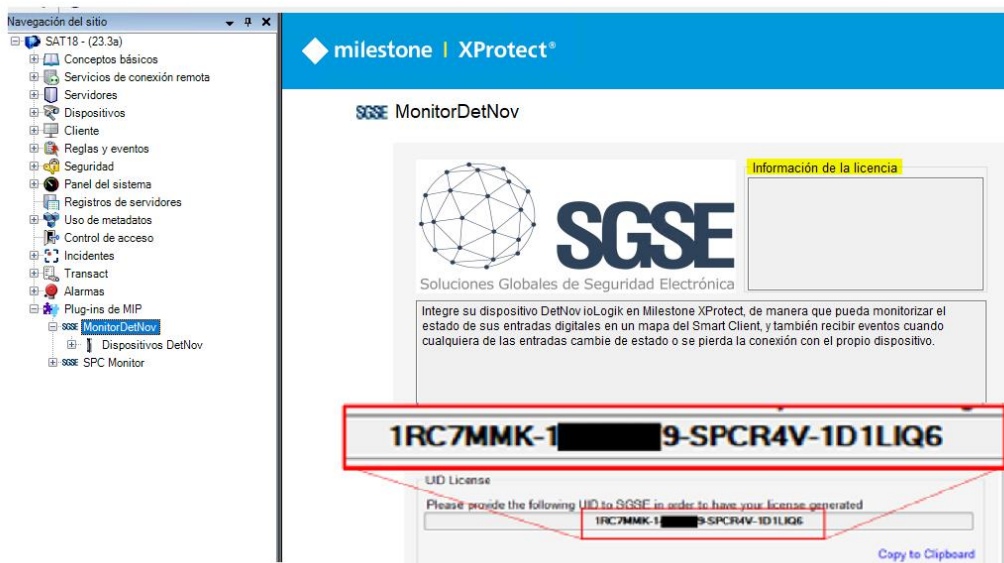 Navegación del sitio
SAT18 - (23.3a)
Conceptos básicos
Servicios de conexión remota
Servidores
Dispositivos
Cliente
Reglas y eventos
Seguridad
Panel del sistema
Registros de servidores
Uso de metadatos
Control de acceso
Incidentes
Transact
Alarmas
Plug-ins de MIP
SGSE MonitorDetNov
Dispositivos DetNov
SGSE SPC Monitor
milestone | XProtect®
SGSE MonitorDetNov
SGSE
Soluciones Globales de Seguridad Electrónica
Información de la licencia
Integre su dispositivo DetNov ioLogik en Milestone XProtect, de manera que pueda monitorizar el
estado de sus entradas digitales en un mapa del Smart Client, y también recibir eventos cuando
cualquiera de las entradas cambie de estado o se pierda la conexión con el propio dispositivo.
1RC7MMK-1 9-SPCR4V-1D1LIQ6
UID License
Please provide the following UID to SGSE in order to have your license generated
1RC7MMK-1 9-SPCR4V-1D1LIQ6
Copy to Clipboard